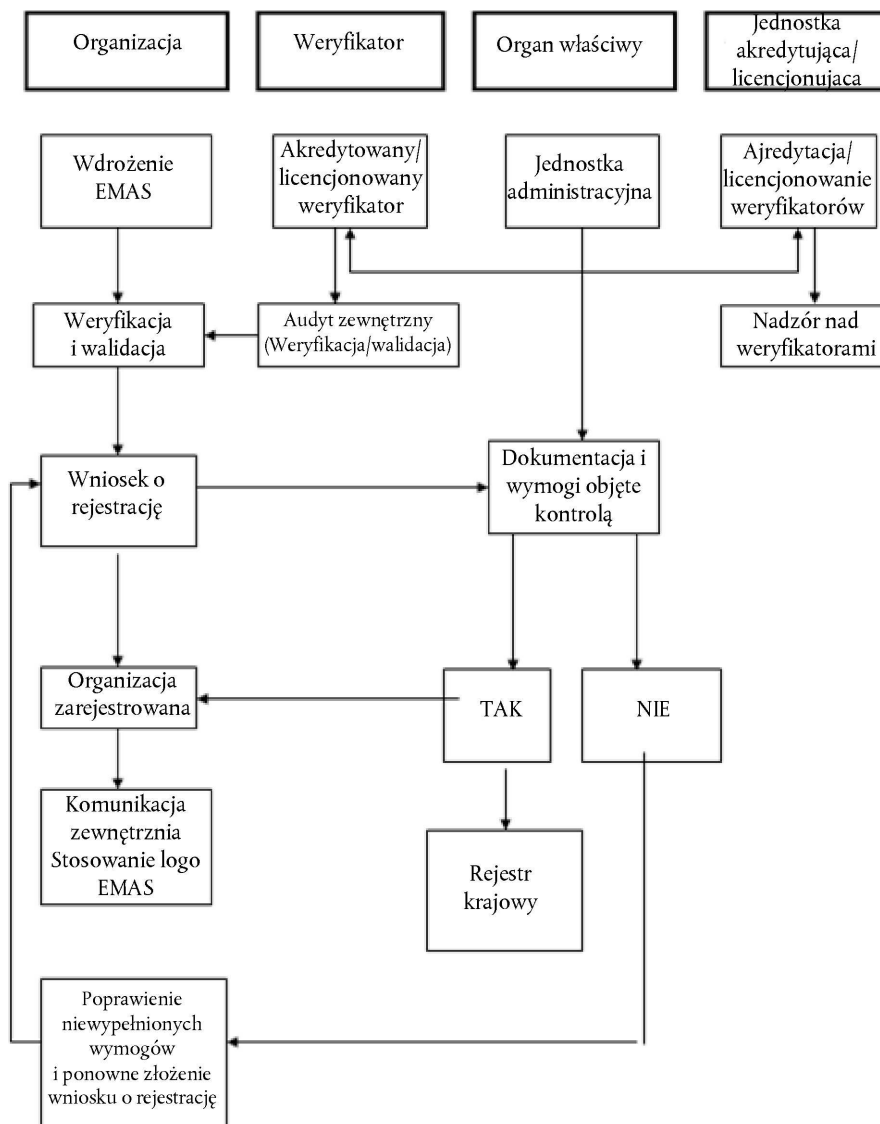 Organizacja
Weryfikator
Organ właściwy
Jednostka
akredytująca/
licencjonujaca
Wdrożenie
EMAS
Akredytowany/
licencjonowany
weryfikator
Jednostka
administracyjna
Ajredytacja/
licencjonowanie
weryfikatorów
Weryfikacja
i walidacja
Audyt zewnętrzny
(Weryfikacja/walidacja)
Nadzór nad
weryfikatorami
Wniosek o
rejestrację
Dokumentacja i
wymogi objęte
kontrolą
Organizacja
zarejestrowana
TAK
NIE
Komunikacja
zewnętrznia
Stosowanie logo
EMAS
Rejestr
krajowy
Poprawienie
niewypełnionych
wymogów
i ponowne złożenie
wniosku o rejestrację